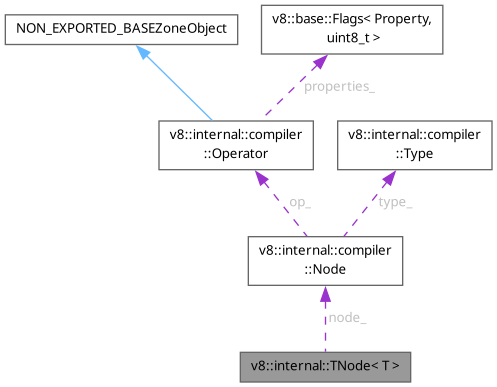 NON_EXPORTED_BASEZoneObject
v8::base::Flags< Property,
uint8_t >
properties_
v8::internal::compiler
::Operator
v8::internal::compiler
::Type
op_
type_
v8::internal::compiler
::Node
node_
v8::internal::TNode< T >